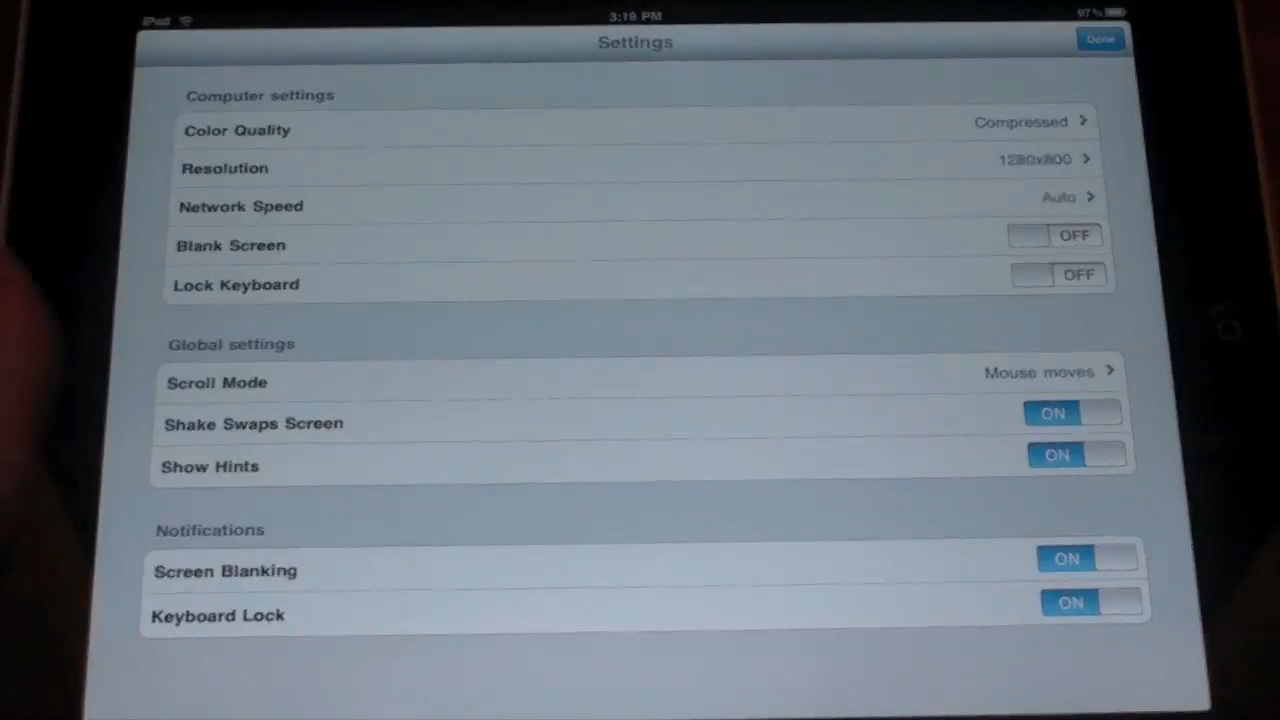 iPad 3:19 PM 97%
Settings Done
Computer settings
Color Quality Compressed
Resolution 1280x800
Network Speed Auto
Blank Screen OFF
Lock Keyboard OFF
Global settings
Scroll Mode Mouse moves
Shake Swaps Screen ON
Show Hints ON
Notifications
Screen Blanking ON
Keyboard Lock ON